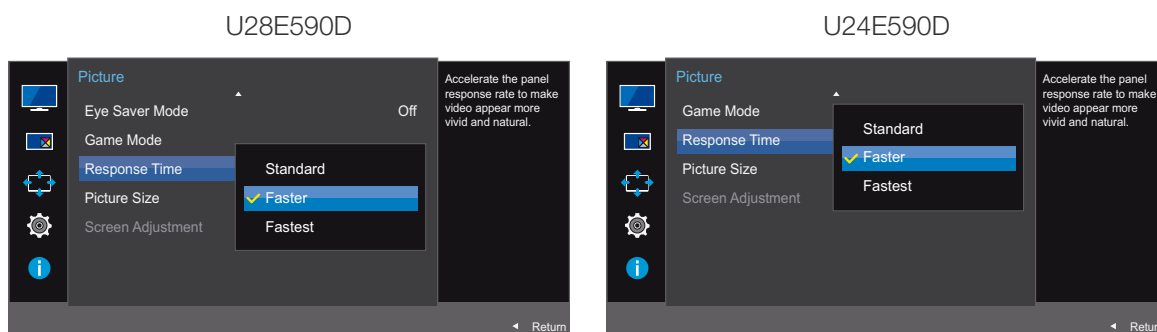 U28E590D
Picture
Eye Saver Mode Off
Game Mode
Response Time
Picture Size
Screen Adjustment
Standard
Faster
Fastest
Accelerate the panel
response rate to make
video appear more
vivid and natural.
Return
U24E590D
Picture
Game Mode
Response Time
Picture Size
Screen Adjustment
Standard
Faster
Fastest
Accelerate the panel
response rate to make
video appear more
vivid and natural.
Retur